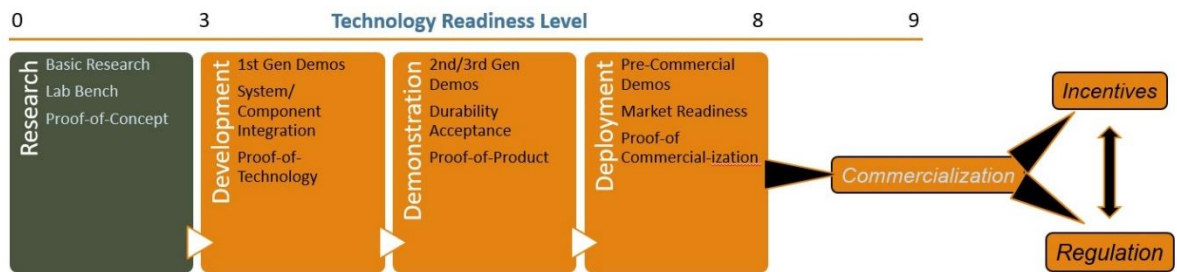 0 3 Technology Readiness Level 8 9
Research
Basic Research
Lab Bench
Proof-of-Concept
Development
1st Gen Demos
System/
Component
Integration
Proof-of-
Technology
Demonstration
2nd/3rd Gen
Demos
Durability
Acceptance
Proof-of-Product
Deployment
Pre-Commercial
Demos
Market Readiness
Proof-of
Commercial-ization
Commercialization
Incentives
Regulation